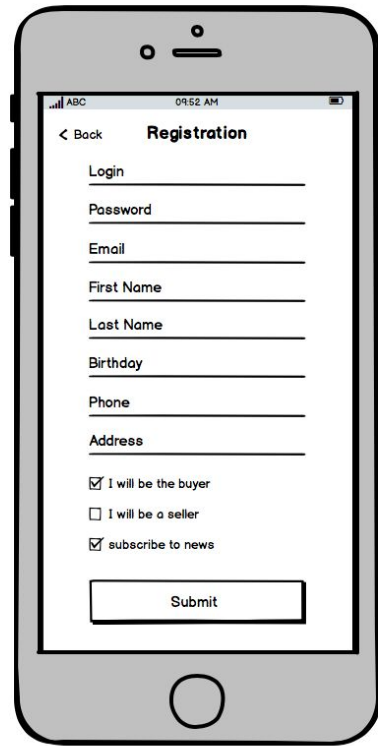 ABC 09:52 AM
< Back Registration
Login
Password
Email
First Name
Last Name
Birthday
Phone
Address
I will be the buyer
I will be a seller
subscribe to news
Submit